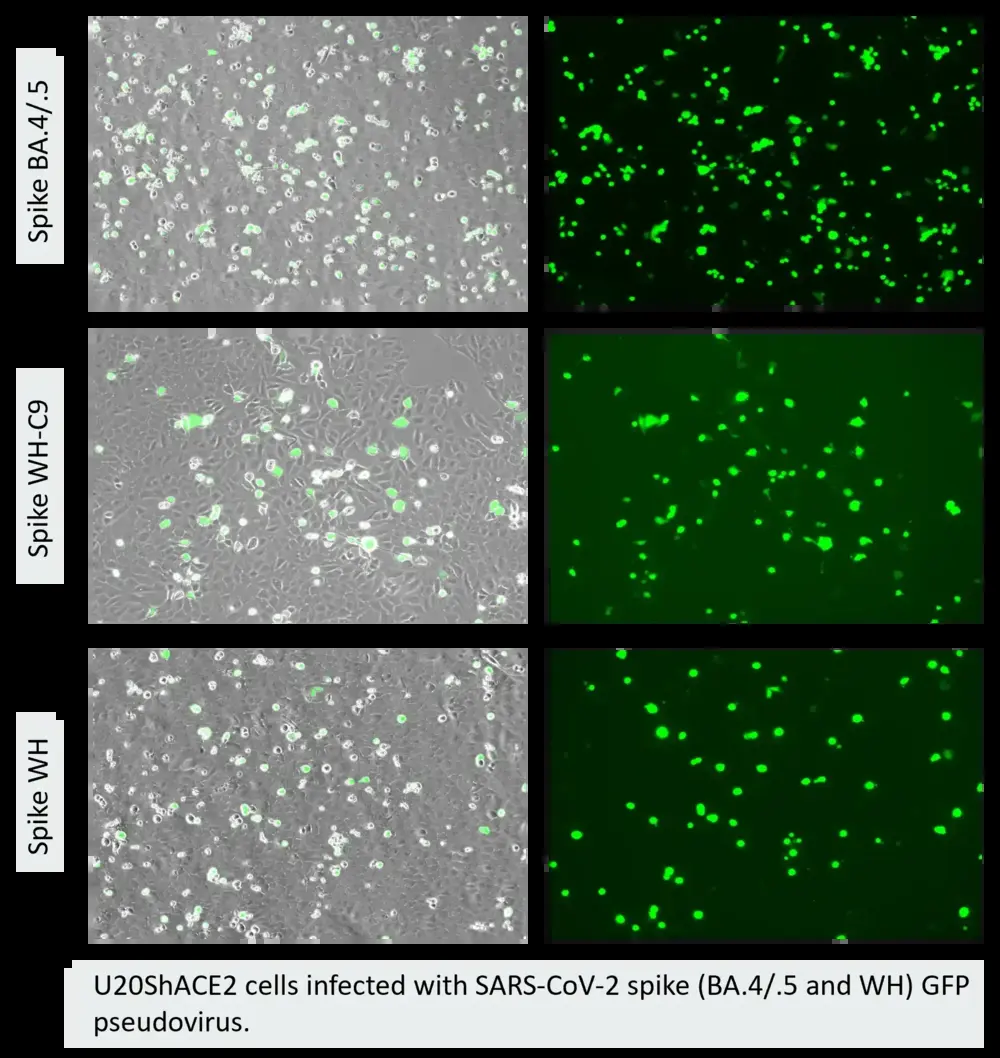 Spike BA.4/.5
Spike WH-C9
Spike WH
U20ShACE2 cells infected with SARS-CoV-2 spike (BA.4/.5 and WH) GFP
pseudovirus.